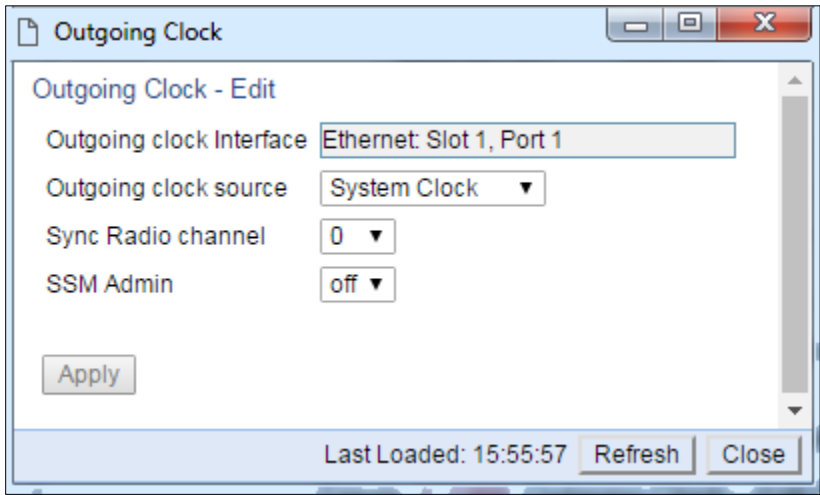 Outgoing Clock
Outgoing Clock - Edit
Outgoing clock Interface Ethernet: Slot 1, Port 1
Outgoing clock source System Clock
Sync Radio channel 0
SSM Admin off
Apply
Last Loaded: 15:55:57 Refresh Close